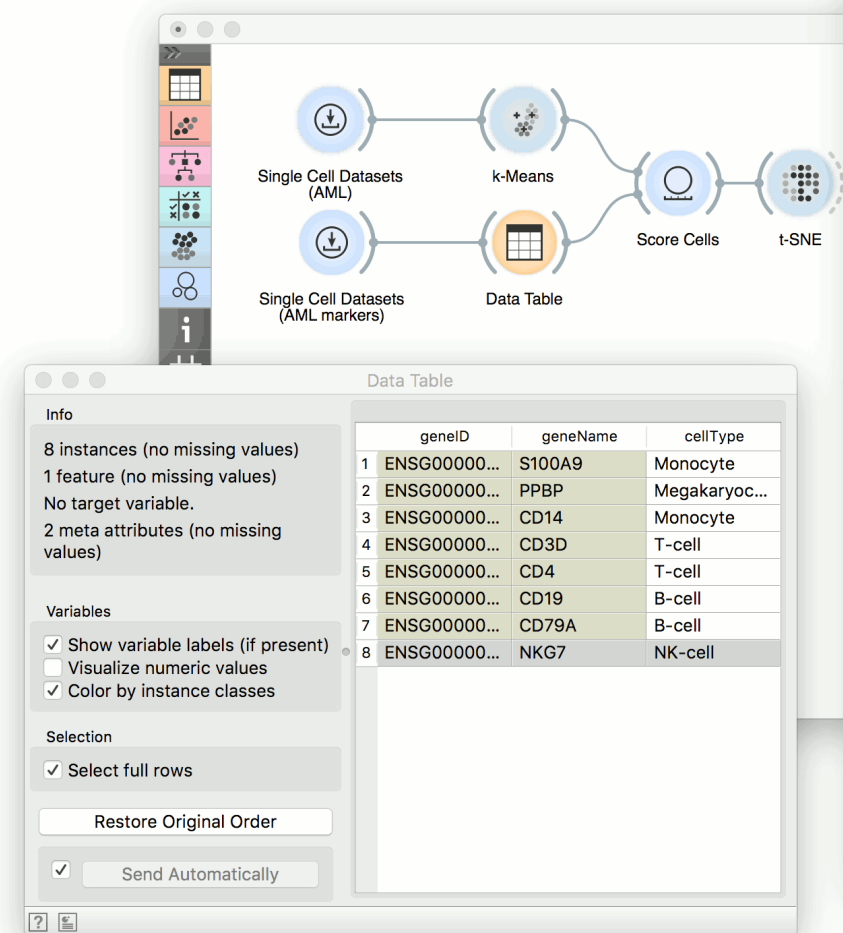 Single Cell Datasets
(AML)
k-Means
Single Cell Datasets
(AML markers)
Data Table
Score Cells
t-SNE
Data Table
Info
8 instances (no missing values)
1 feature (no missing values)
No target variable.
2 meta attributes (no missing
values)
Variables
Show variable labels (if present)
Visualize numeric values
Color by instance classes
Selection
Select full rows
Restore Original Order
Send Automatically
geneID geneName cellType
1 ENSG00000... S100A9 Monocyte
2 ENSG00000... PPBP Megakaryoc...
3 ENSG00000... CD14 Monocyte
4 ENSG00000... CD3D T-cell
5 ENSG00000... CD4 T-cell
6 ENSG00000... CD19 B-cell
7 ENSG00000... CD79A B-cell
8 ENSG00000... NKG7 NK-cell
?